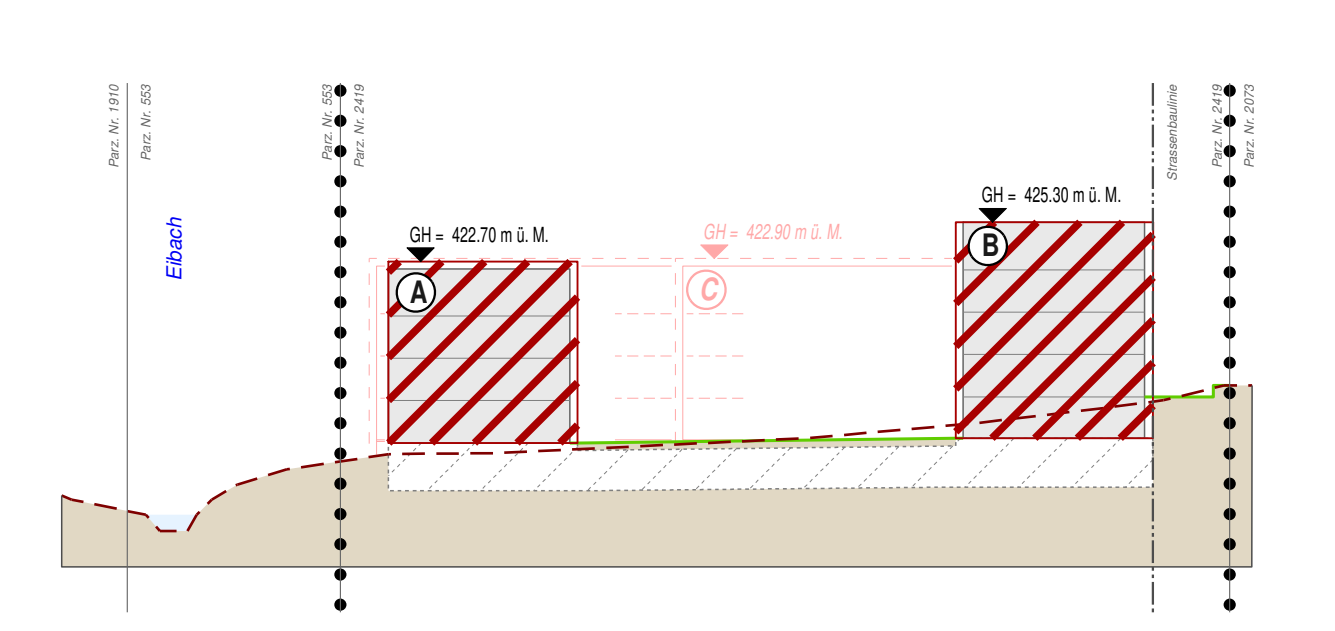 Parz. Nr. 1910
Parz. Nr. 553
Parz. Nr. 553
Parz. Nr. 2419
Strassenbaulinie
Parz. Nr. 2419
Parz. Nr. 2073
Eibach
GH = 422.70 m ü. M.
GH = 422.90 m ü. M.
GH = 425.30 m ü. M.
A
C
B